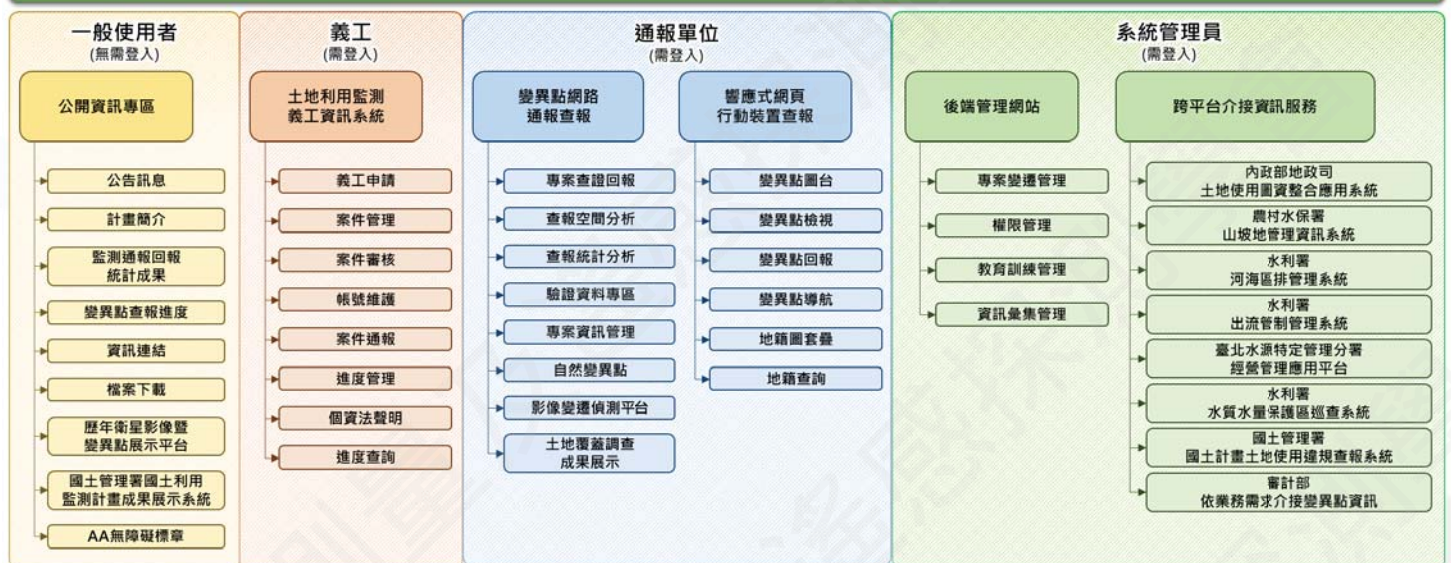 一般使用者
(無需登入)
公開資訊專區
公告訊息
計畫簡介
監測通報回報
統計成果
變異點查報進度
資訊連結
檔案下載
歷年衛星影像暨
變異點展示平台
國土管理署國土利用
監測計畫成果展示系統
AA無障礙標章
義工
(需登入)
土地利用監測
義工資訊系統
義工申請
案件管理
案件審核
帳號維護
案件通報
進度管理
個資法聲明
進度查詢
通報單位
(需登入)
變異點網路
通報查報
專案查證回報
查報空間分析
查報統計分析
驗證資料專區
專案資訊管理
自然變異點
影像變遷偵測平台
土地覆蓋調查
成果展示
響應式網頁
行動裝置查報
變異點圖台
變異點檢視
變異點回報
變異點導航
地籍圖套疊
地籍查詢
系統管理員
(需登入)
後端管理網站
專案變遷管理
權限管理
教育訓練管理
資訊彙集管理
跨平台介接資訊服務
內政部地政司
土地使用圖資整合應用系統
農村水保署
山坡地管理資訊系統
水利署
河海區排管理系統
水利署
出流管制管理系統
臺北水源特定管理分署
經營管理應用平台
水利署
水質水量保護區巡查系統
國土管理署
國土計畫土地使用違規查報系統
審計部
依業務需求介接變異點資訊